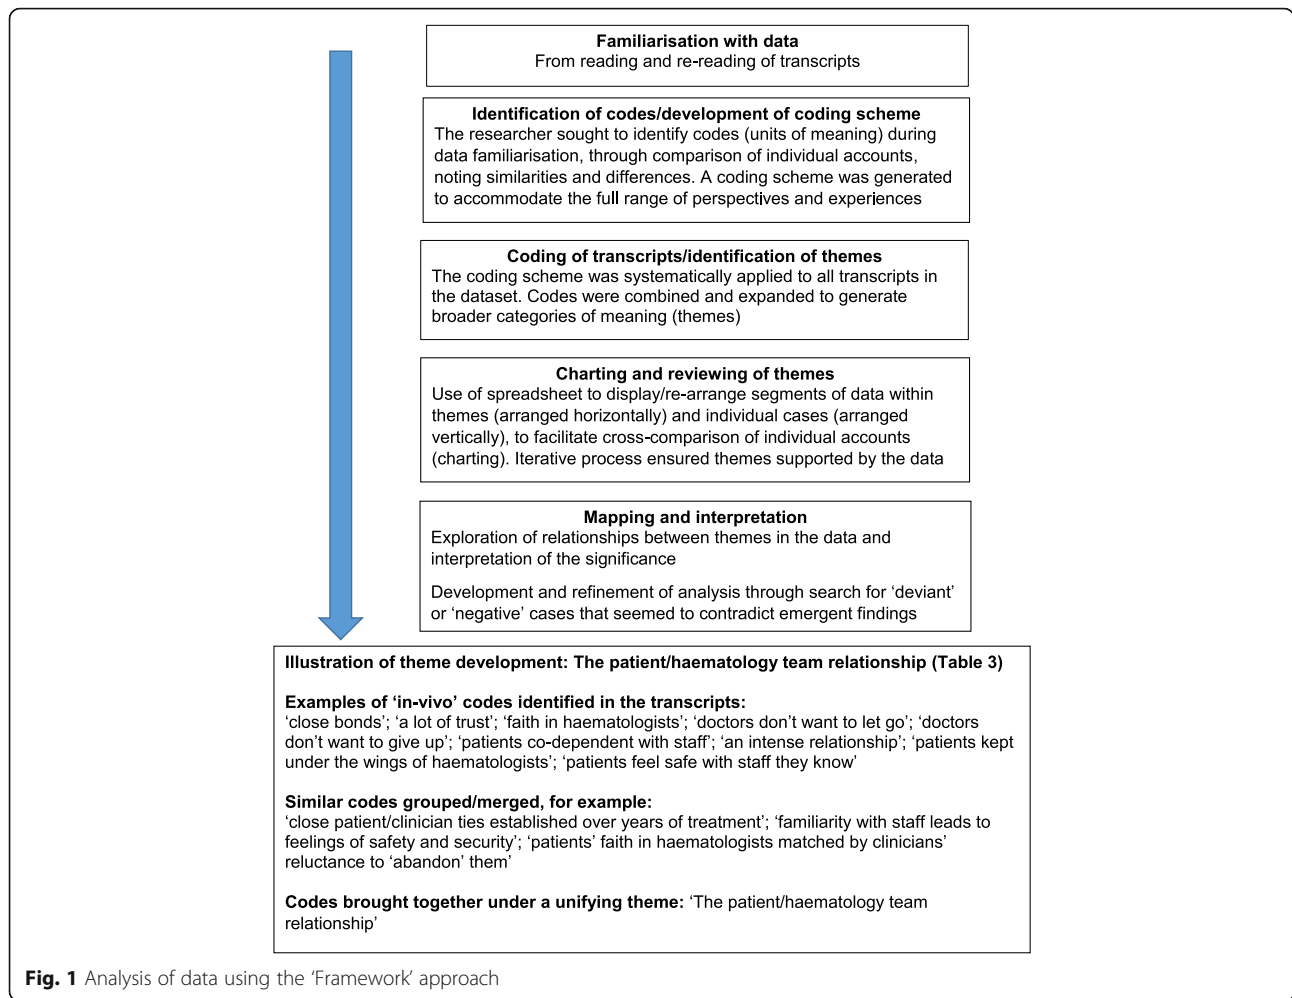 Familiarisation with data
From reading and re-reading of transcripts
Identification of codes/development of coding scheme
The researcher sought to identify codes (units of meaning) during
data familiarisation, through comparison of individual accounts,
noting similarities and differences. A coding scheme was generated
to accommodate the full range of perspectives and experiences
Coding of transcripts/identification of themes
The coding scheme was systematically applied to all transcripts in
the dataset. Codes were combined and expanded to generate
broader categories of meaning (themes)
Charting and reviewing of themes
Use of spreadsheet to display/re-arrange segments of data within
themes (arranged horizontally) and individual cases (arranged
vertically), to facilitate cross-comparison of individual accounts
(charting). Iterative process ensured themes supported by the data
Mapping and interpretation
Exploration of relationships between themes in the data and
interpretation of the significance
Development and refinement of analysis through search for ‘deviant’
or ‘negative’ cases that seemed to contradict emergent findings
Illustration of theme development: The patient/haematology team relationship (Table 3)
Examples of ‘in-vivo’ codes identified in the transcripts:
‘close bonds’; ‘a lot of trust’; ‘faith in haematologists’; ‘doctors don’t want to let go’; ‘doctors
don’t want to give up’; ‘patients co-dependent with staff’; ‘an intense relationship’; ‘patients kept
under the wings of haematologists’; ‘patients feel safe with staff they know’
Similar codes grouped/merged, for example:
‘close patient/clinician ties established over years of treatment’; ‘familiarity with staff leads to
feelings of safety and security’; ‘patients’ faith in haematologists matched by clinicians’
reluctance to ‘abandon’ them’
Codes brought together under a unifying theme: ‘The patient/haematology team
relationship’
Fig. 1 Analysis of data using the ‘Framework’ approach